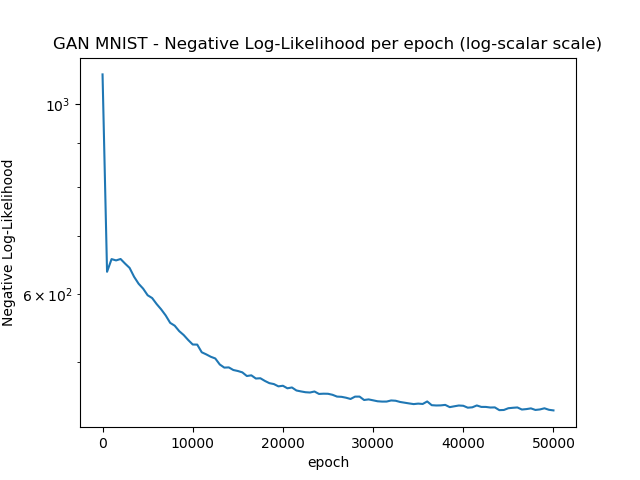 GAN MNIST - Negative Log-Likelihood per epoch (log-scalar scale)
Negative Log-Likelihood
10³
6 × 10²
0 10000 20000 30000 40000 50000
epoch